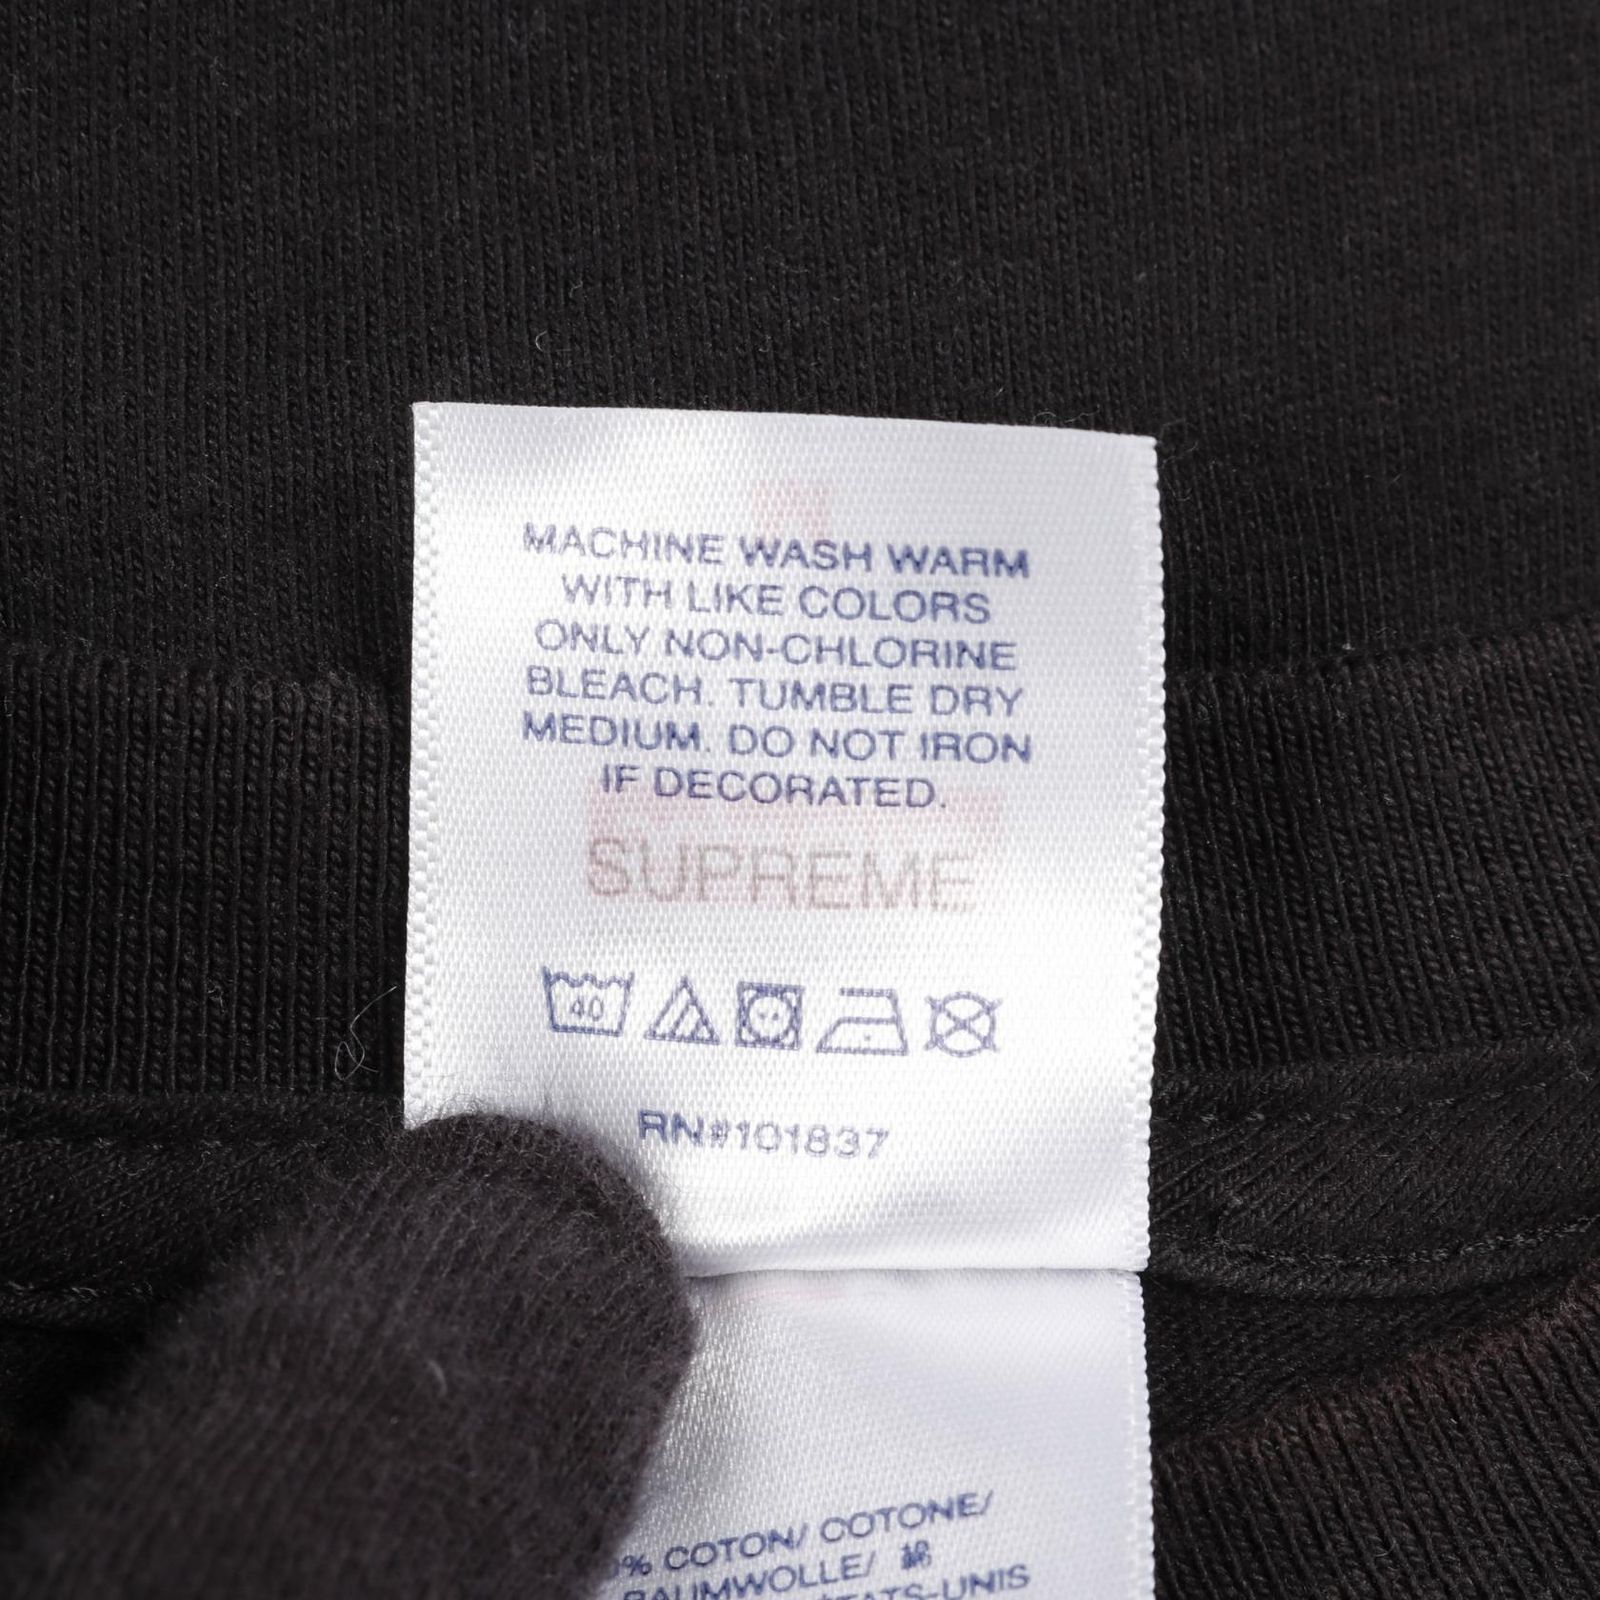 MACHINE WASH WARM
WITH LIKE COLORS
ONLY NON-CHLORINE
BLEACH. TUMBLE DRY
MEDIUM. DO NOT IRON
IF DECORATED.
SUPREME
40
RN#101837
% COTON/ COTONE/
BAUMWOLLE/ 綿
ÉTATS-UNIS